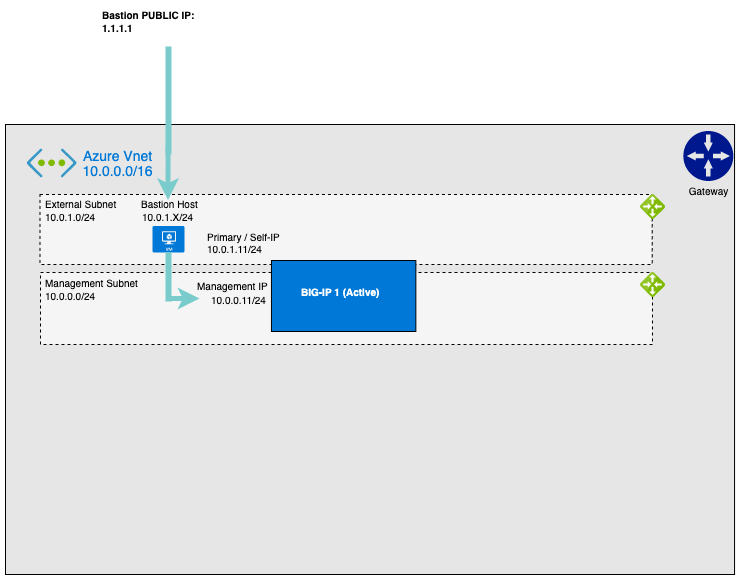 Bastion PUBLIC IP:
1.1.1.1
Azure Vnet
10.0.0.0/16
Gateway
External Subnet
10.0.1.0/24
Bastion Host
10.0.1.X/24
VM
Primary / Self-IP
10.0.1.11/24
Management Subnet
10.0.0.0/24
Management IP
10.0.0.11/24
BIG-IP 1 (Active)